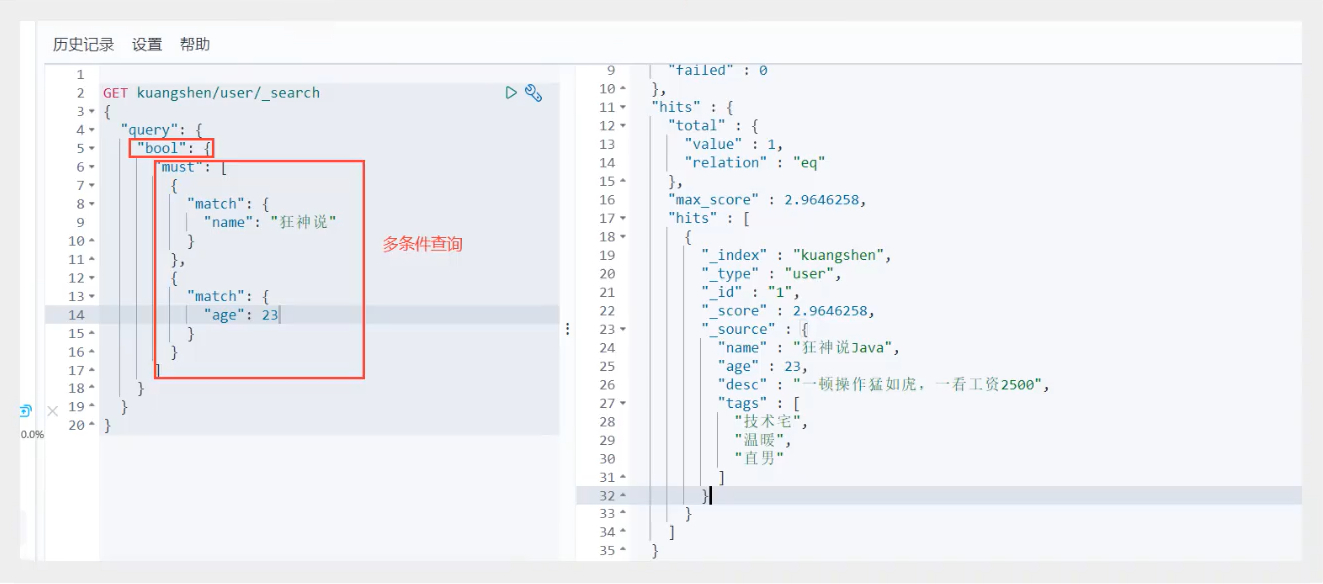 历史记录 设置 帮助
1
2 GET kuangshen/user/_search
3 {
4 "query": {
5 "bool": {
6 "must": [
7 {
8 "match": {
9 "name": "狂神说"
10 }
11 },
12 {
13 "match": {
14 "age": 23
15 }
16 }
17 ]
18 }
19 }
20 }
多条件查询
0.0%
9 "failed" : 0
10 },
11 "hits" : {
12 "total" : {
13 "value" : 1,
14 "relation" : "eq"
15 },
16 "max_score" : 2.9646258,
17 "hits" : [
18 {
19 "_index" : "kuangshen",
20 "_type" : "user",
21 "_id" : "1",
22 "_score" : 2.9646258,
23 "_source" : {
24 "name" : "狂神说Java",
25 "age" : 23,
26 "desc" : "一顿操作猛如虎，一看工资2500",
27 "tags" : [
28 "技术宅",
29 "温暖",
30 "直男"
31 ]
32 }
33 }
34 ]
35 }